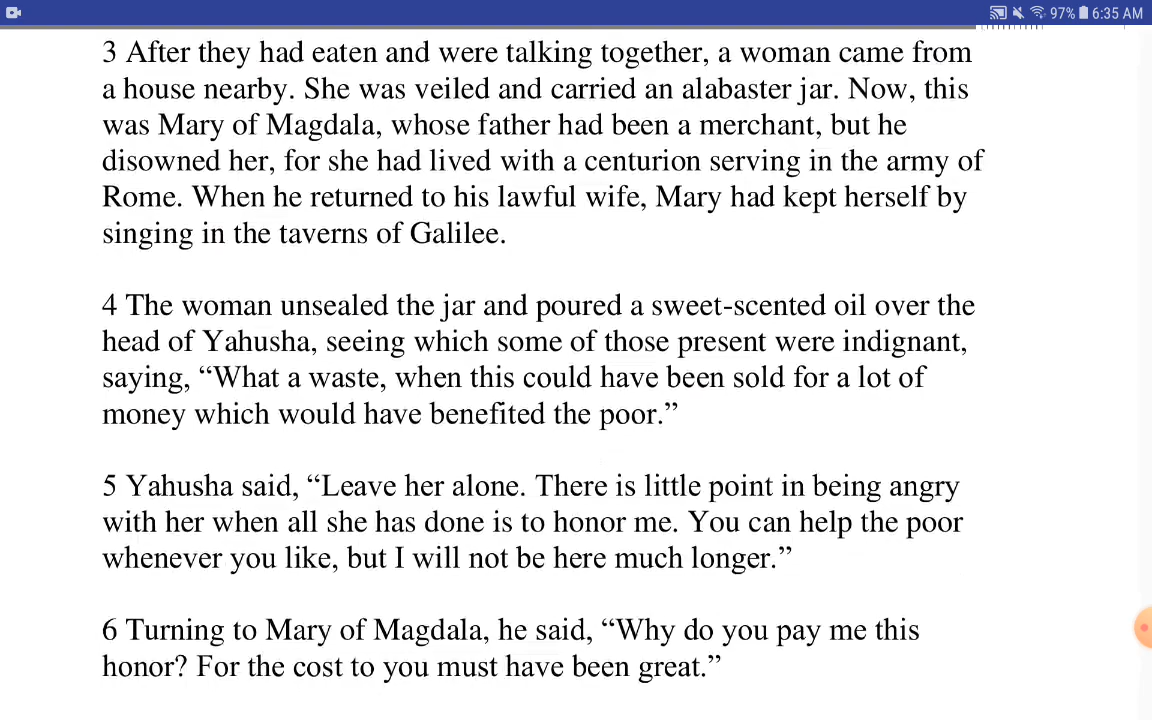 97% 6:35 AM
3 After they had eaten and were talking together, a woman came from
a house nearby. She was veiled and carried an alabaster jar. Now, this
was Mary of Magdala, whose father had been a merchant, but he
disowned her, for she had lived with a centurion serving in the army of
Rome. When he returned to his lawful wife, Mary had kept herself by
singing in the taverns of Galilee.
4 The woman unsealed the jar and poured a sweet-scented oil over the
head of Yahusha, seeing which some of those present were indignant,
saying, “What a waste, when this could have been sold for a lot of
money which would have benefited the poor.”
5 Yahusha said, “Leave her alone. There is little point in being angry
with her when all she has done is to honor me. You can help the poor
whenever you like, but I will not be here much longer.”
6 Turning to Mary of Magdala, he said, “Why do you pay me this
honor? For the cost to you must have been great.”